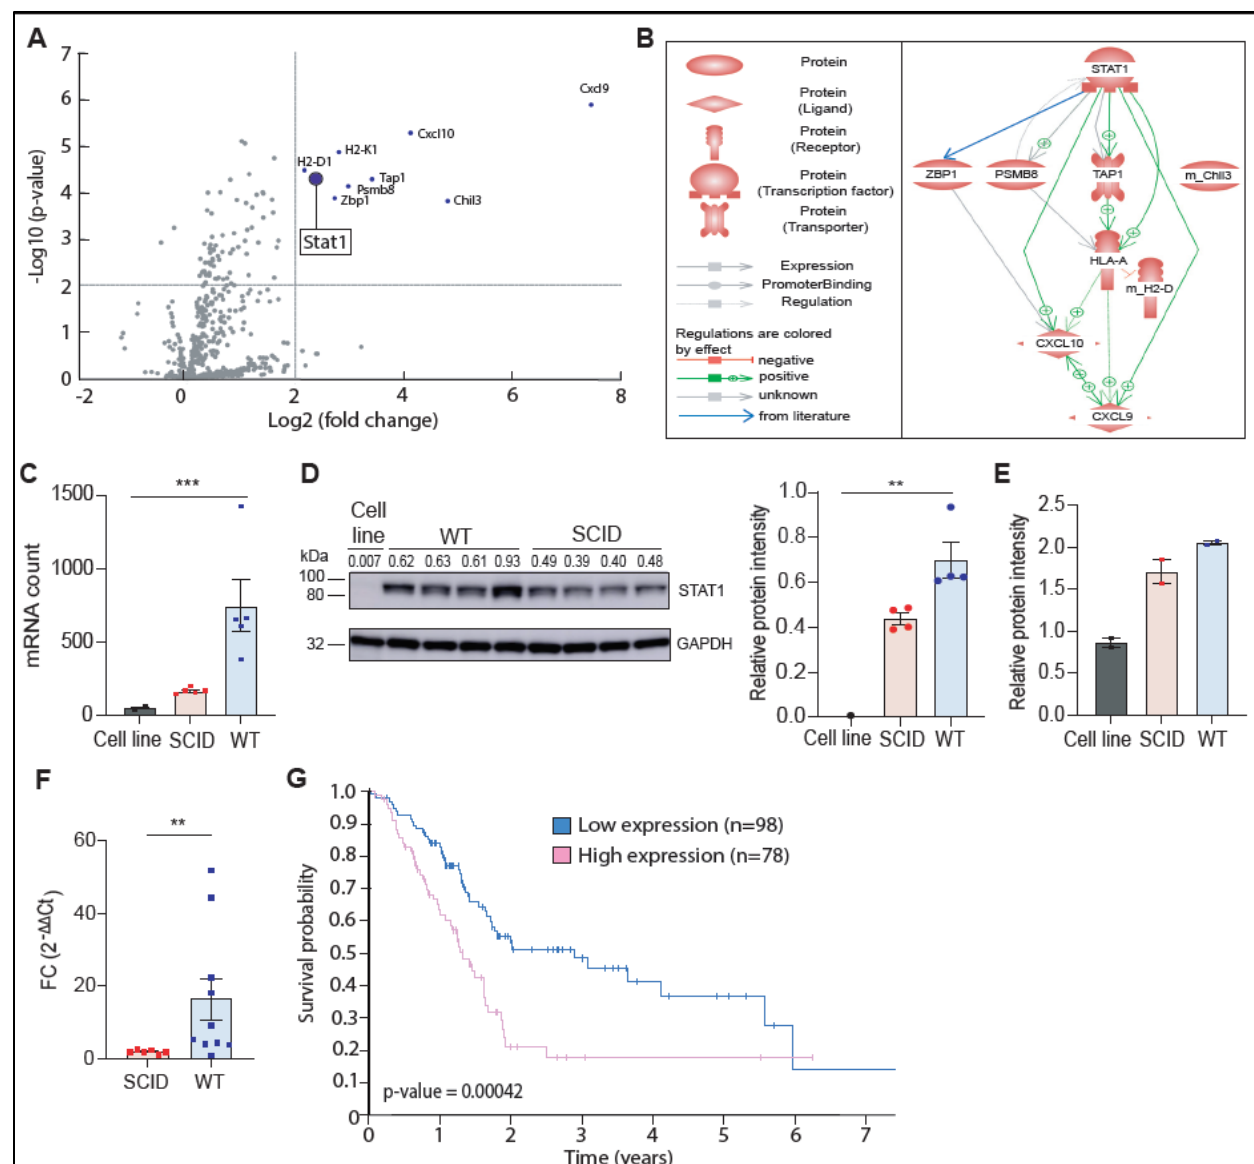 A
7
6
5
4
3
2
1
0
-Log10 (p-value)
Cxcl9
Cxcl10
H2-K1
H2-D1
Tap1
Psmb8
Zbp1
Chil3
Stat1
-2
0
2
4
6
8
Log2 (fold change)
B
Protein
Protein
(Ligand)
Protein
(Receptor)
Protein
(Transcription factor)
Protein
(Transporter)
Expression
PromoterBinding
Regulation
Regulations are colored
by effect
negative
positive
unknown
from literature
STAT1
ZBP1
PSMB8
TAP1
m_Chil3
HLA-A
m_H2-D
CXCL10
CXCL9
C
1500
1000
500
0
mRNA count
***
Cell line
SCID
WT
D
Cell
line
WT
SCID
kDa
0.007 0.62 0.63 0.61 0.93 0.49 0.39 0.40 0.48
100
80
STAT1
32
GAPDH
1.0
0.8
0.6
0.4
0.2
0.0
Relative protein intensity
**
Cell line
SCID
WT
E
2.5
2.0
1.5
1.0
0.5
0.0
Relative protein intensity
Cell line
SCID
WT
F
60
40
20
0
FC (2-ΔΔCt)
**
SCID
WT
G
1.0
0.9
0.8
0.7
0.6
0.5
0.4
0.3
0.2
0.1
0
Survival probability
Low expression (n=98)
High expression (n=78)
p-value = 0.00042
0
1
2
3
4
5
6
7
Time (years)